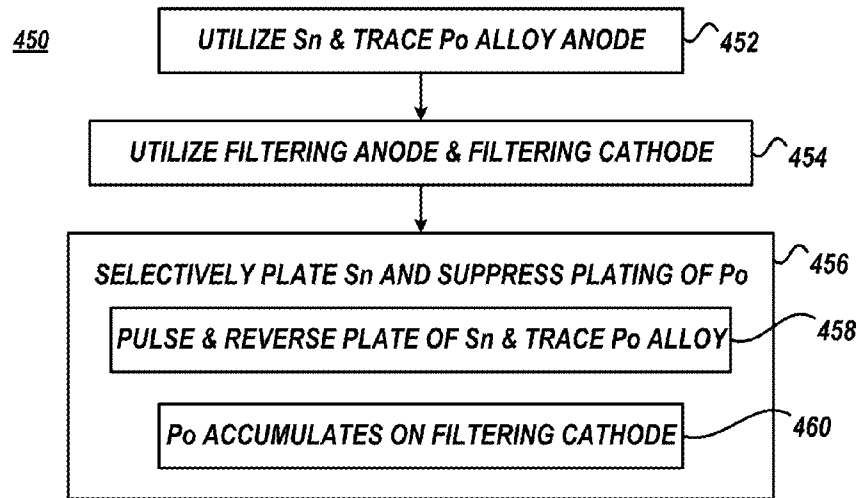 450
UTILIZE Sn & TRACE Po ALLOY ANODE
452
UTILIZE FILTERING ANODE & FILTERING CATHODE
454
456
SELECTIVELY PLATE Sn AND SUPPRESS PLATING OF Po
PULSE & REVERSE PLATE OF Sn & TRACE Po ALLOY
458
Po ACCUMULATES ON FILTERING CATHODE
460